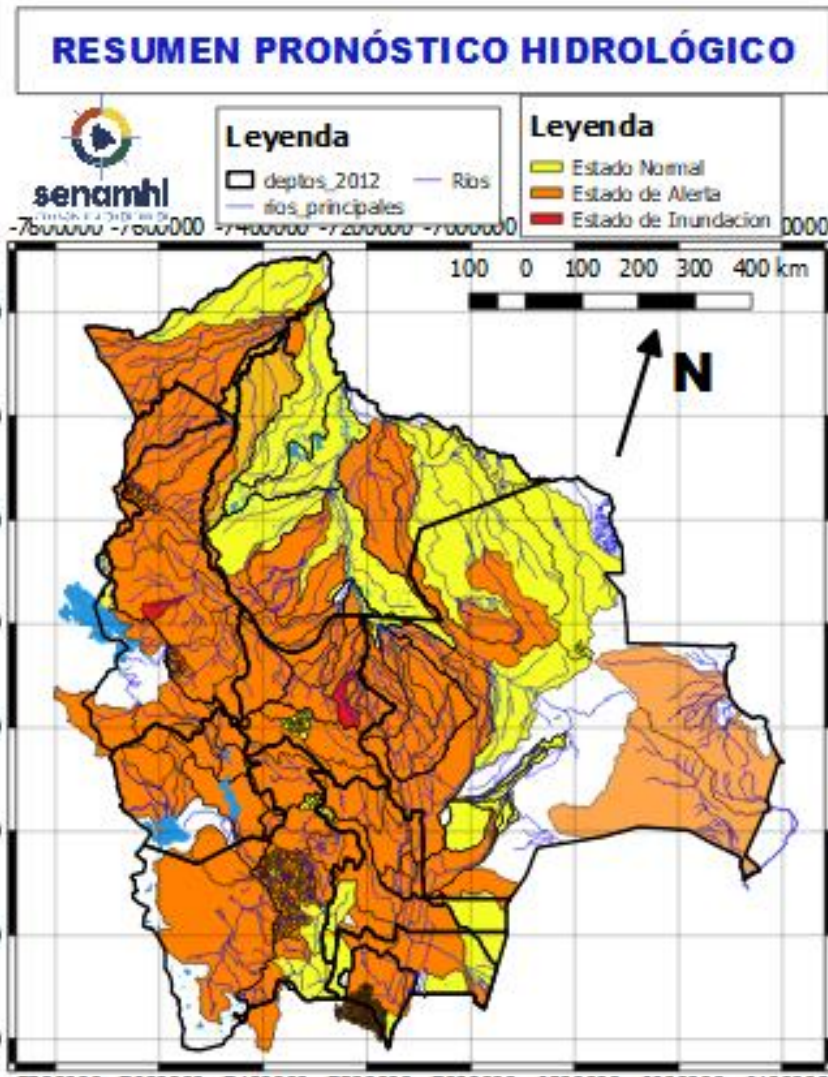 RESUMEN PRONÓSTICO HIDROLÓGICO
senamhi
Leyenda
deptos_2012
Rios
rios_principales
Leyenda
Estado Normal
Estado de Alerta
Estado de Inundacion
-7800000 -7600000 -7400000 -7200000 -7000000
100 0 100 200 300 400 km
N